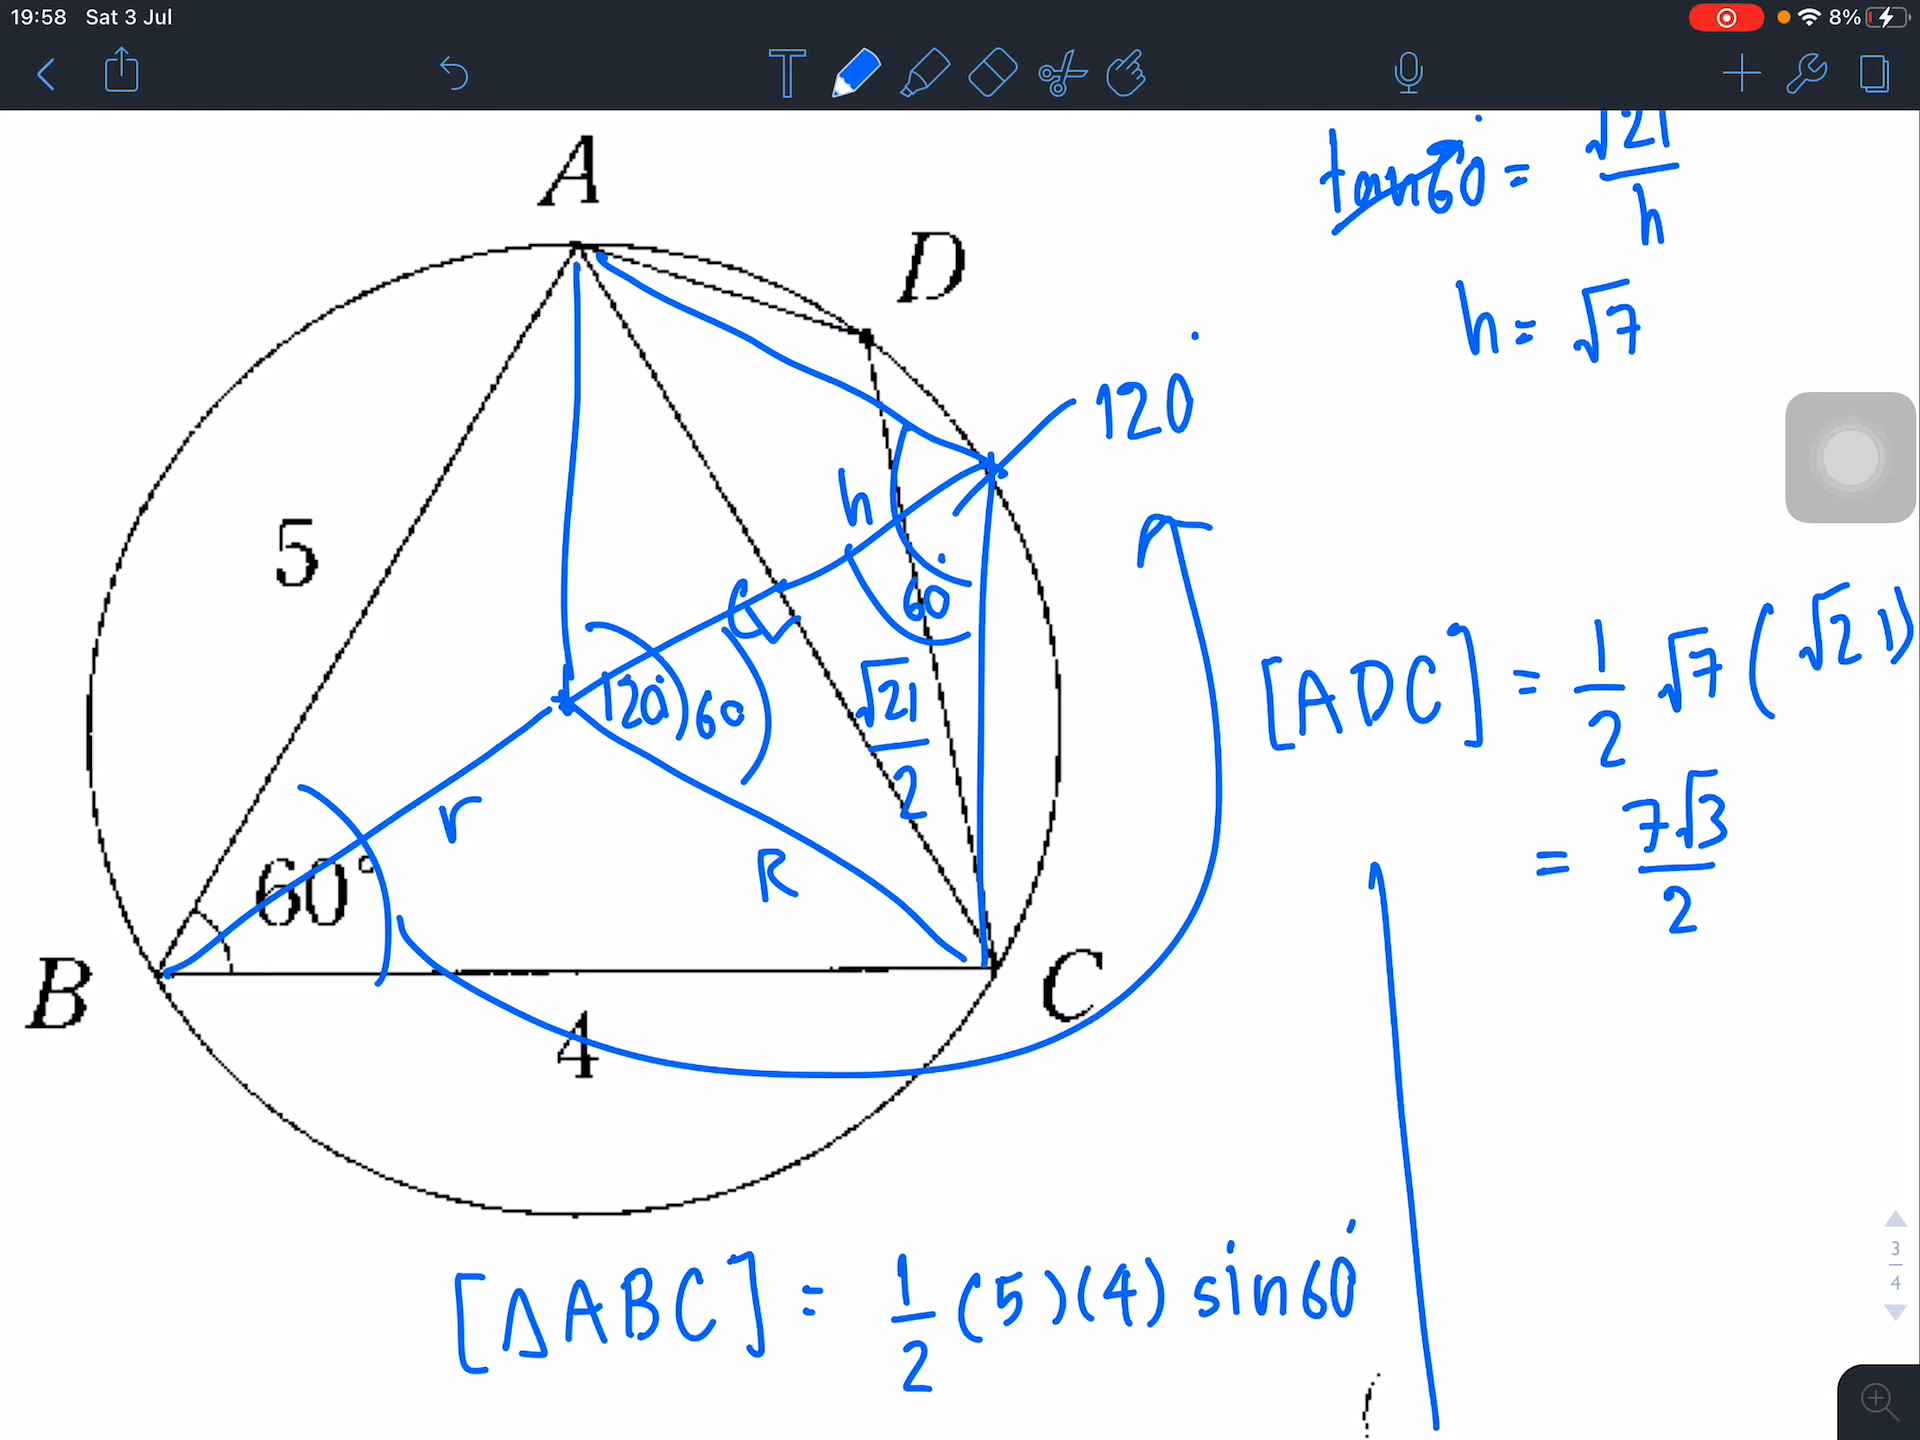 19:58 Sat 3 Jul
8%
T
A
D
tan60° = √21/h
h = √7
120°
5
h
60°
120° 60
√21/2
[ADC] = 1/2 √7 (√21)
= 7√3/2
r
R
60°
B
C
4
[ΔABC] = 1/2 (5)(4) sin60°
3
4